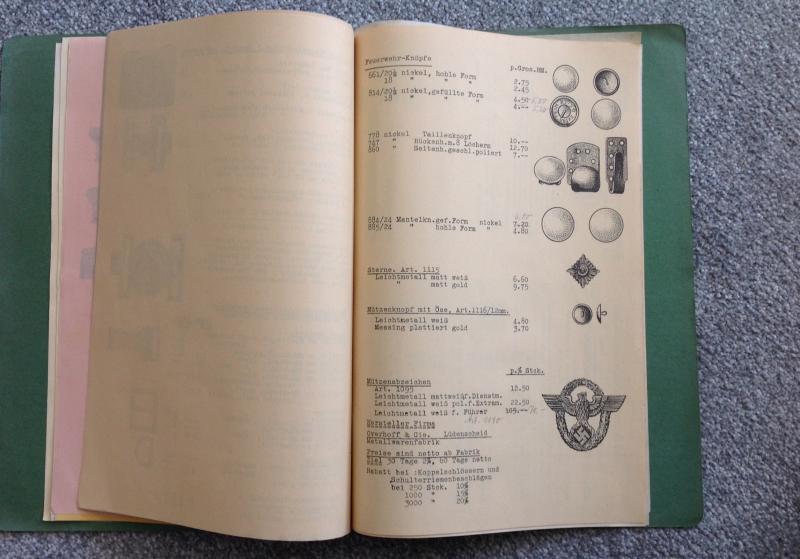 Feuerwehr-Knöpfe p.Gros.RM.
661/20½ nickel, hohle Form 2.75
18 " " " 2.45
814/20½ nickel,gefüllte Form 4.50
18 " " " 4.--
778 nickel Taillenknopf 10.--
747 " Rückenh.m.8 Löchern 12.70
860 " Seitenh.geschl.poliert 7.--
884/24 Mantelkn.gef.Form nickel 7.20
885/24 " hohle Form " 4.80
Sterne. Art. 1115
Leichtmetall matt weiß 6.60
" matt gold 9.75
Mützenknopf mit Öse, Art.1116/12mm.
Leichtmetall weiß 4.80
Messing plattiert gold 3.70
p.% Stck.
Mützenabzeichen
Art. 1095 12.50
Leichtmetall mattweißf.Dienstm.
Leichtmetall weiß pol.f.Extram. 22.50
Leichtmetall weiß f. Führer 105.--
Hersteller Firma
Overhoff & Cie. Lüdenscheid
Metallwarenfabrik
Preise sind netto ab Fabrik
Ziel 30 Tage 2%, 60 Tage netto
Rabatt bei :Koppelschlössern und
Schulterriemenbeschlägen
bei 250 Stck. 10%
1000 " 15%
3000 " 20%